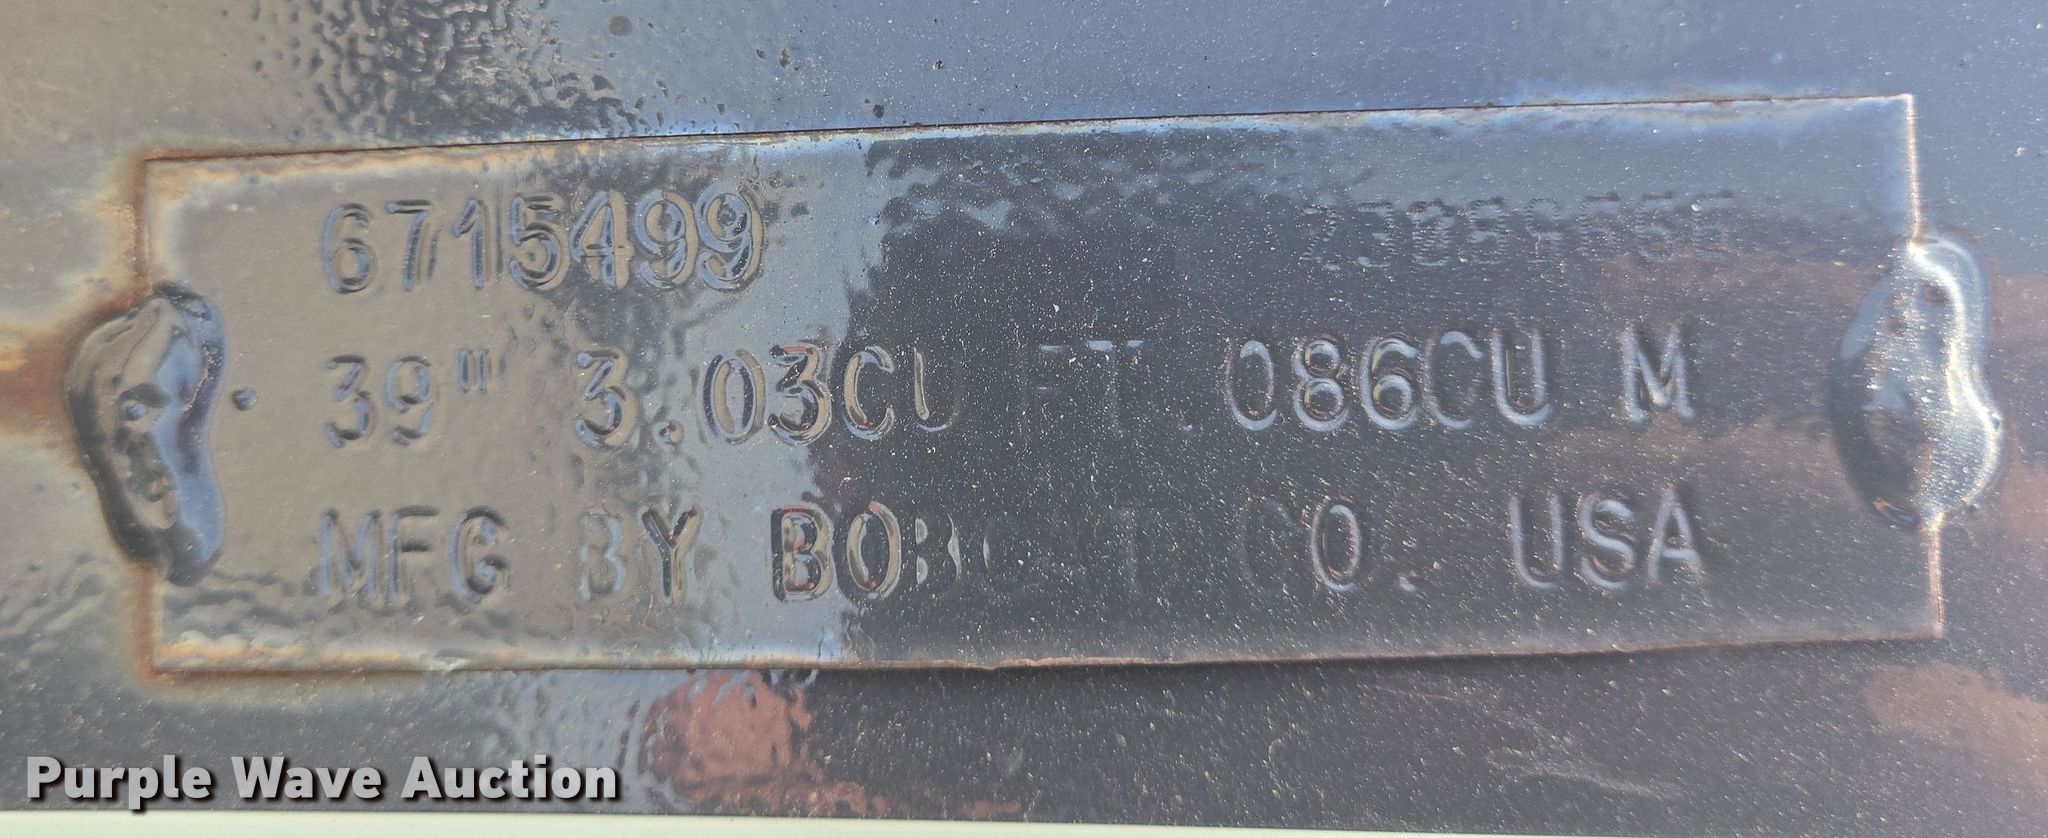 6715499
39" 3.03CU FT .086CU M
MFG BY BOBCAT CO. USA
Purple Wave Auction